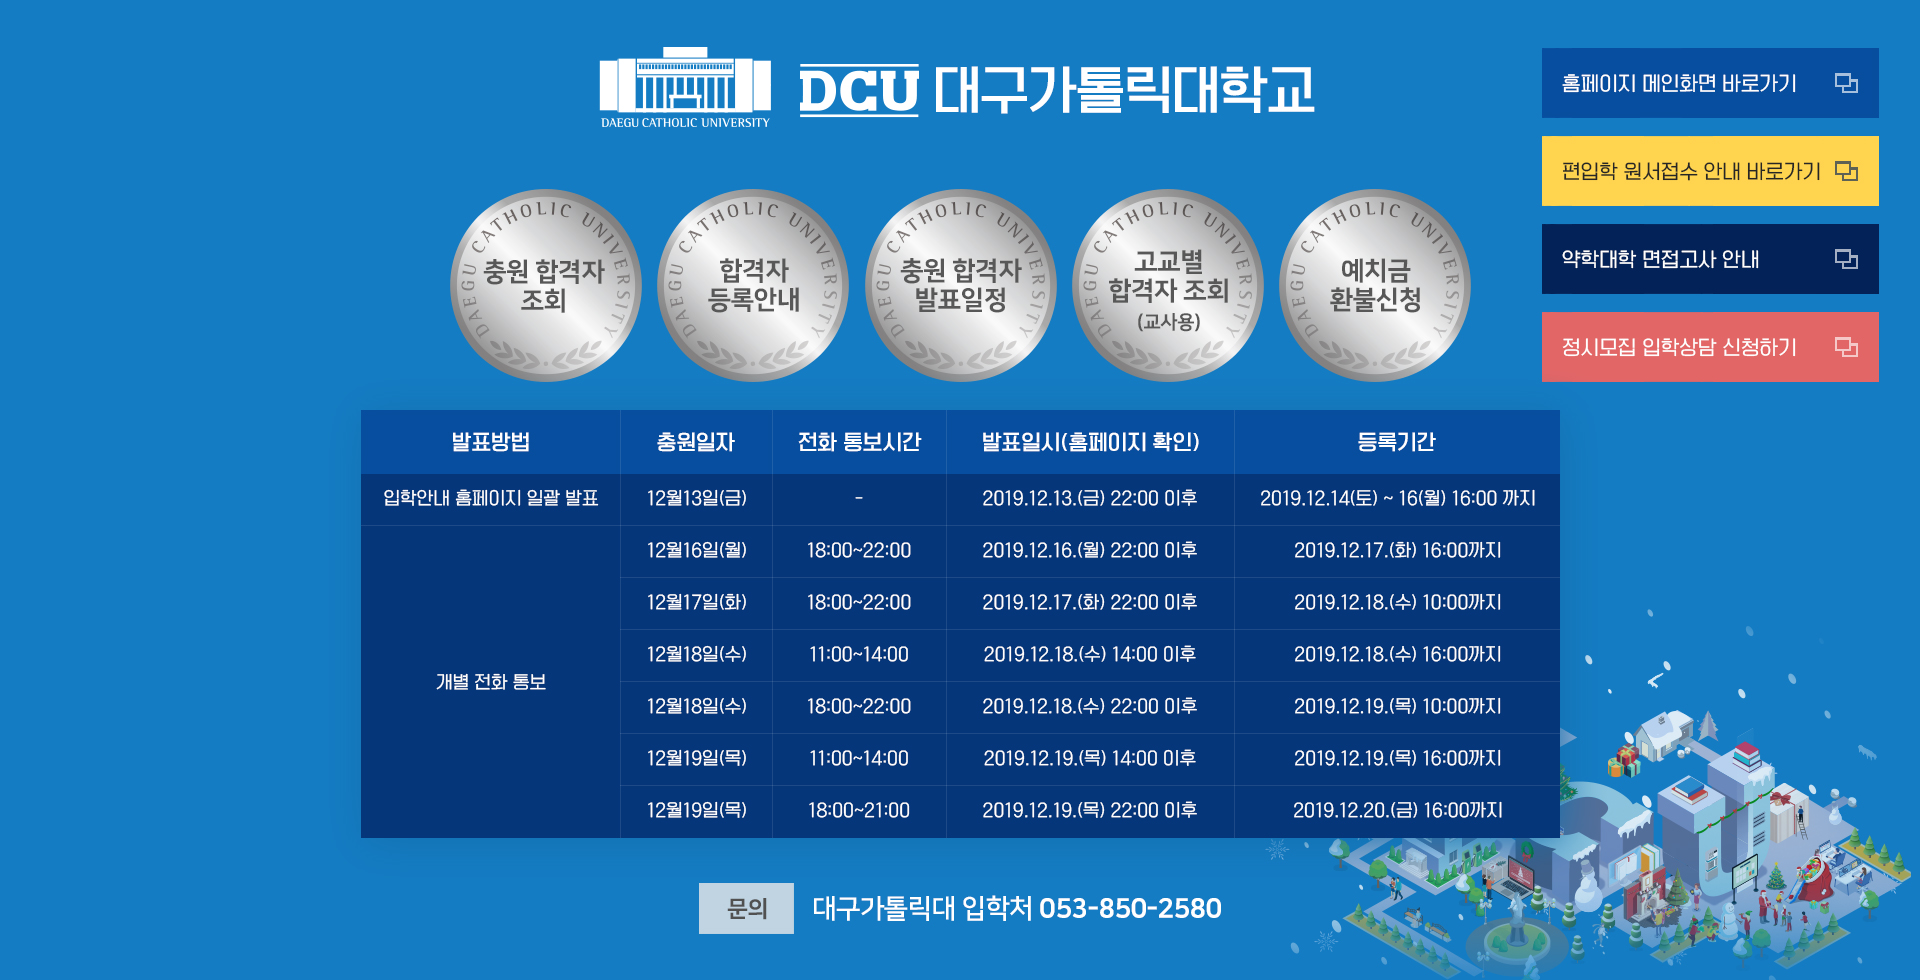 DAEGU CATHOLIC UNIVERSITY
DCU 대구가톨릭대학교
홈페이지 메인화면 바로가기
편입학 원서접수 안내 바로가기
약학대학 면접고사 안내
정시모집 입학상담 신청하기
DAEGU CATHOLIC UNIVERSITY
충원 합격자
조회
DAEGU CATHOLIC UNIVERSITY
합격자
등록안내
DAEGU CATHOLIC UNIVERSITY
충원 합격자
발표일정
DAEGU CATHOLIC UNIVERSITY
고교별
합격자 조회
(교사용)
DAEGU CATHOLIC UNIVERSITY
예치금
환불신청
발표방법 충원일자 전화 통보시간 발표일시(홈페이지 확인) 등록기간
입학안내 홈페이지 일괄 발표 12월13일(금) - 2019.12.13.(금) 22:00 이후 2019.12.14(토) ~ 16(월) 16:00 까지
12월16일(월) 18:00~22:00 2019.12.16.(월) 22:00 이후 2019.12.17.(화) 16:00까지
12월17일(화) 18:00~22:00 2019.12.17.(화) 22:00 이후 2019.12.18.(수) 10:00까지
12월18일(수) 11:00~14:00 2019.12.18.(수) 14:00 이후 2019.12.18.(수) 16:00까지
개별 전화 통보
12월18일(수) 18:00~22:00 2019.12.18.(수) 22:00 이후 2019.12.19.(목) 10:00까지
12월19일(목) 11:00~14:00 2019.12.19.(목) 14:00 이후 2019.12.19.(목) 16:00까지
12월19일(목) 18:00~21:00 2019.12.19.(목) 22:00 이후 2019.12.20.(금) 16:00까지
문의 대구가톨릭대 입학처 053-850-2580